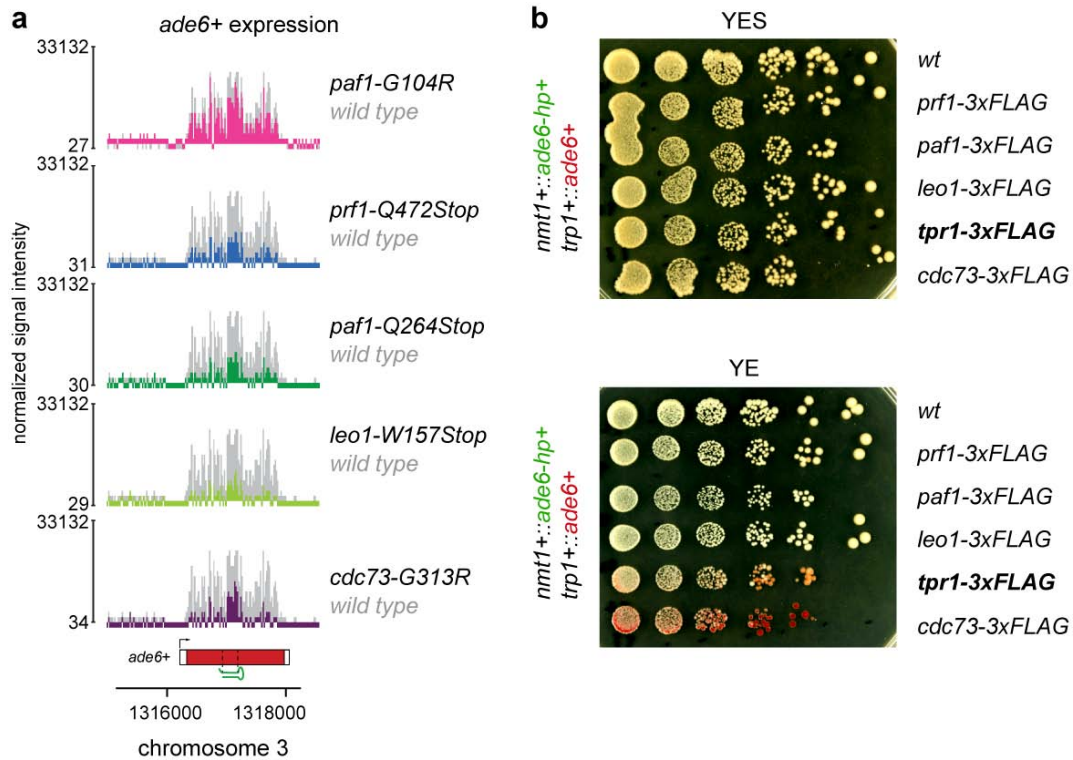 a
ade6+ expression
normalized signal intensity
33132
27
paf1-G104R
wild type
33132
31
prf1-Q472Stop
wild type
33132
30
paf1-Q264Stop
wild type
33132
29
leo1-W157Stop
wild type
33132
34
cdc73-G313R
wild type
ade6+
1316000 1318000
chromosome 3
b
YES
nmt1+::ade6-hp+
trp1+::ade6+
wt
prf1-3xFLAG
paf1-3xFLAG
leo1-3xFLAG
tpr1-3xFLAG
cdc73-3xFLAG
YE
nmt1+::ade6-hp+
trp1+::ade6+
wt
prf1-3xFLAG
paf1-3xFLAG
leo1-3xFLAG
tpr1-3xFLAG
cdc73-3xFLAG